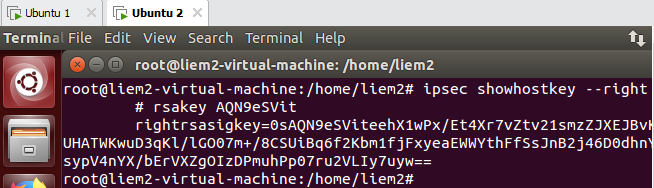 Ubuntu 1
Ubuntu 2
Terminal File Edit View Search Terminal Help
root@liem2-virtual-machine: /home/liem2
root@liem2-virtual-machine:/home/liem2# ipsec showhostkey --right
# rsakey AQN9eSVit
rightrsasigkey=0sAQN9eSViteehX1wPx/Et4Xr7vZtv21smzZJXEJBvK
UHATWKwuD3qKl/lGO07m+/8CSUiBq6f2Kbm1fjFxyeaEWWYthFfSsJnB2j46D0dhnY
sypV4nYX/bErVXZgOIzDPmuhPp07ru2VLIy7uyw==
root@liem2-virtual-machine:/home/liem2#